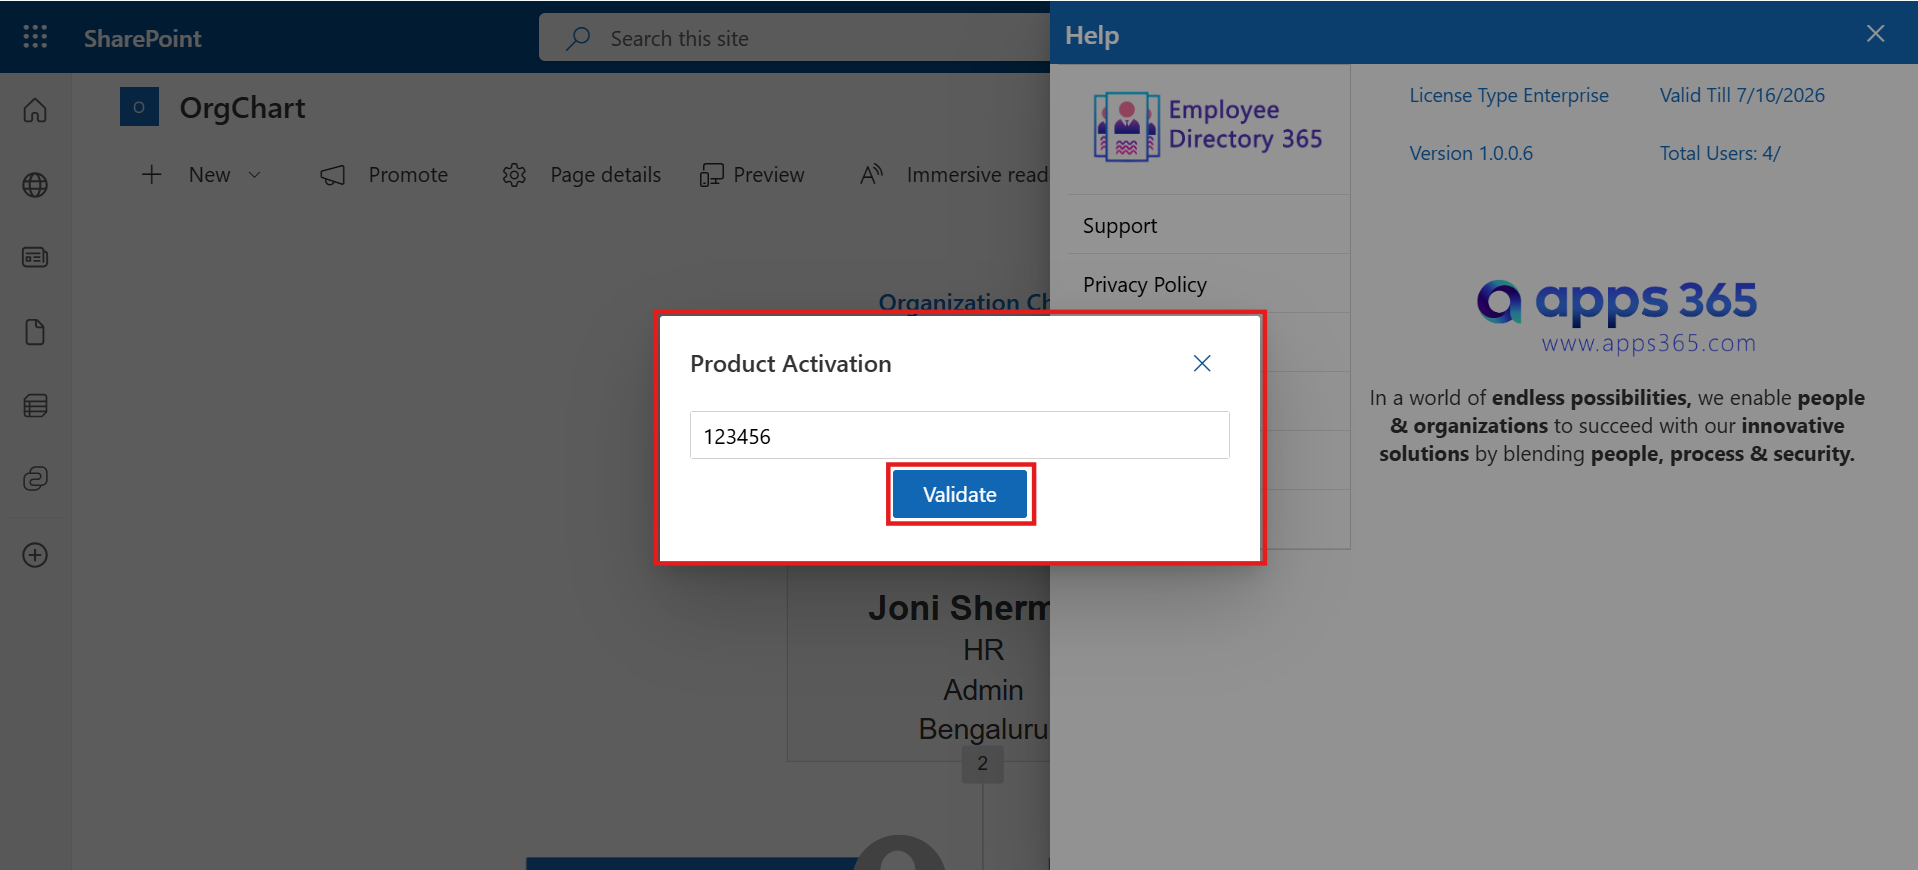 SharePoint
Search this site
Help
O
OrgChart
New
Promote
Page details
Preview
Immersive read
Employee
Directory 365
License Type Enterprise
Valid Till 7/16/2026
Version 1.0.0.6
Total Users: 4/
Support
Privacy Policy
apps 365
www.apps365.com
In a world of endless possibilities, we enable people
& organizations to succeed with our innovative
solutions by blending people, process & security.
Organization Ch
Product Activation
123456
Validate
Joni Sherm
HR
Admin
Bengaluru
2